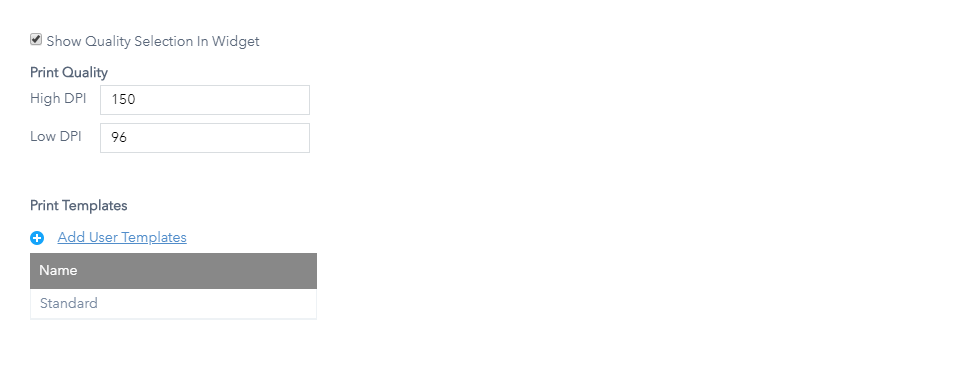 Show Quality Selection In Widget
Print Quality
High DPI 150
Low DPI 96
Print Templates
Add User Templates
Name
Standard